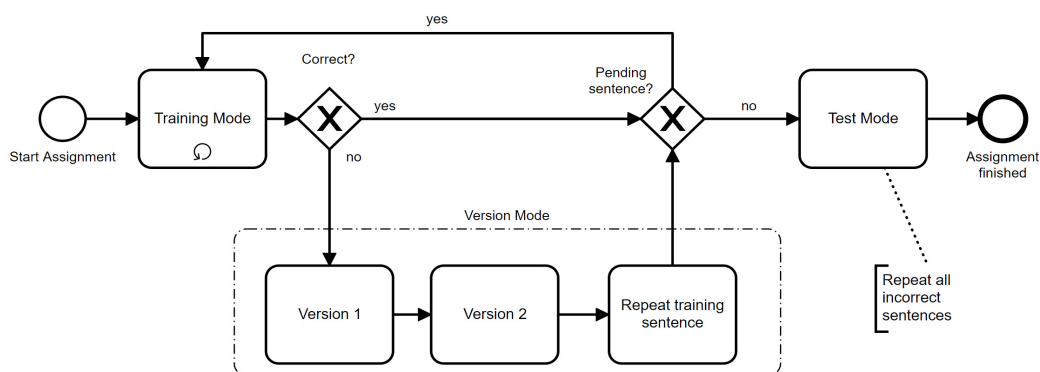 yes
Correct?
Pending
sentence?
Training Mode
yes
no
Test Mode
Start Assignment
no
Assignment
finished
Version Mode
Version 1
Version 2
Repeat training
sentence
Repeat all
incorrect
sentences